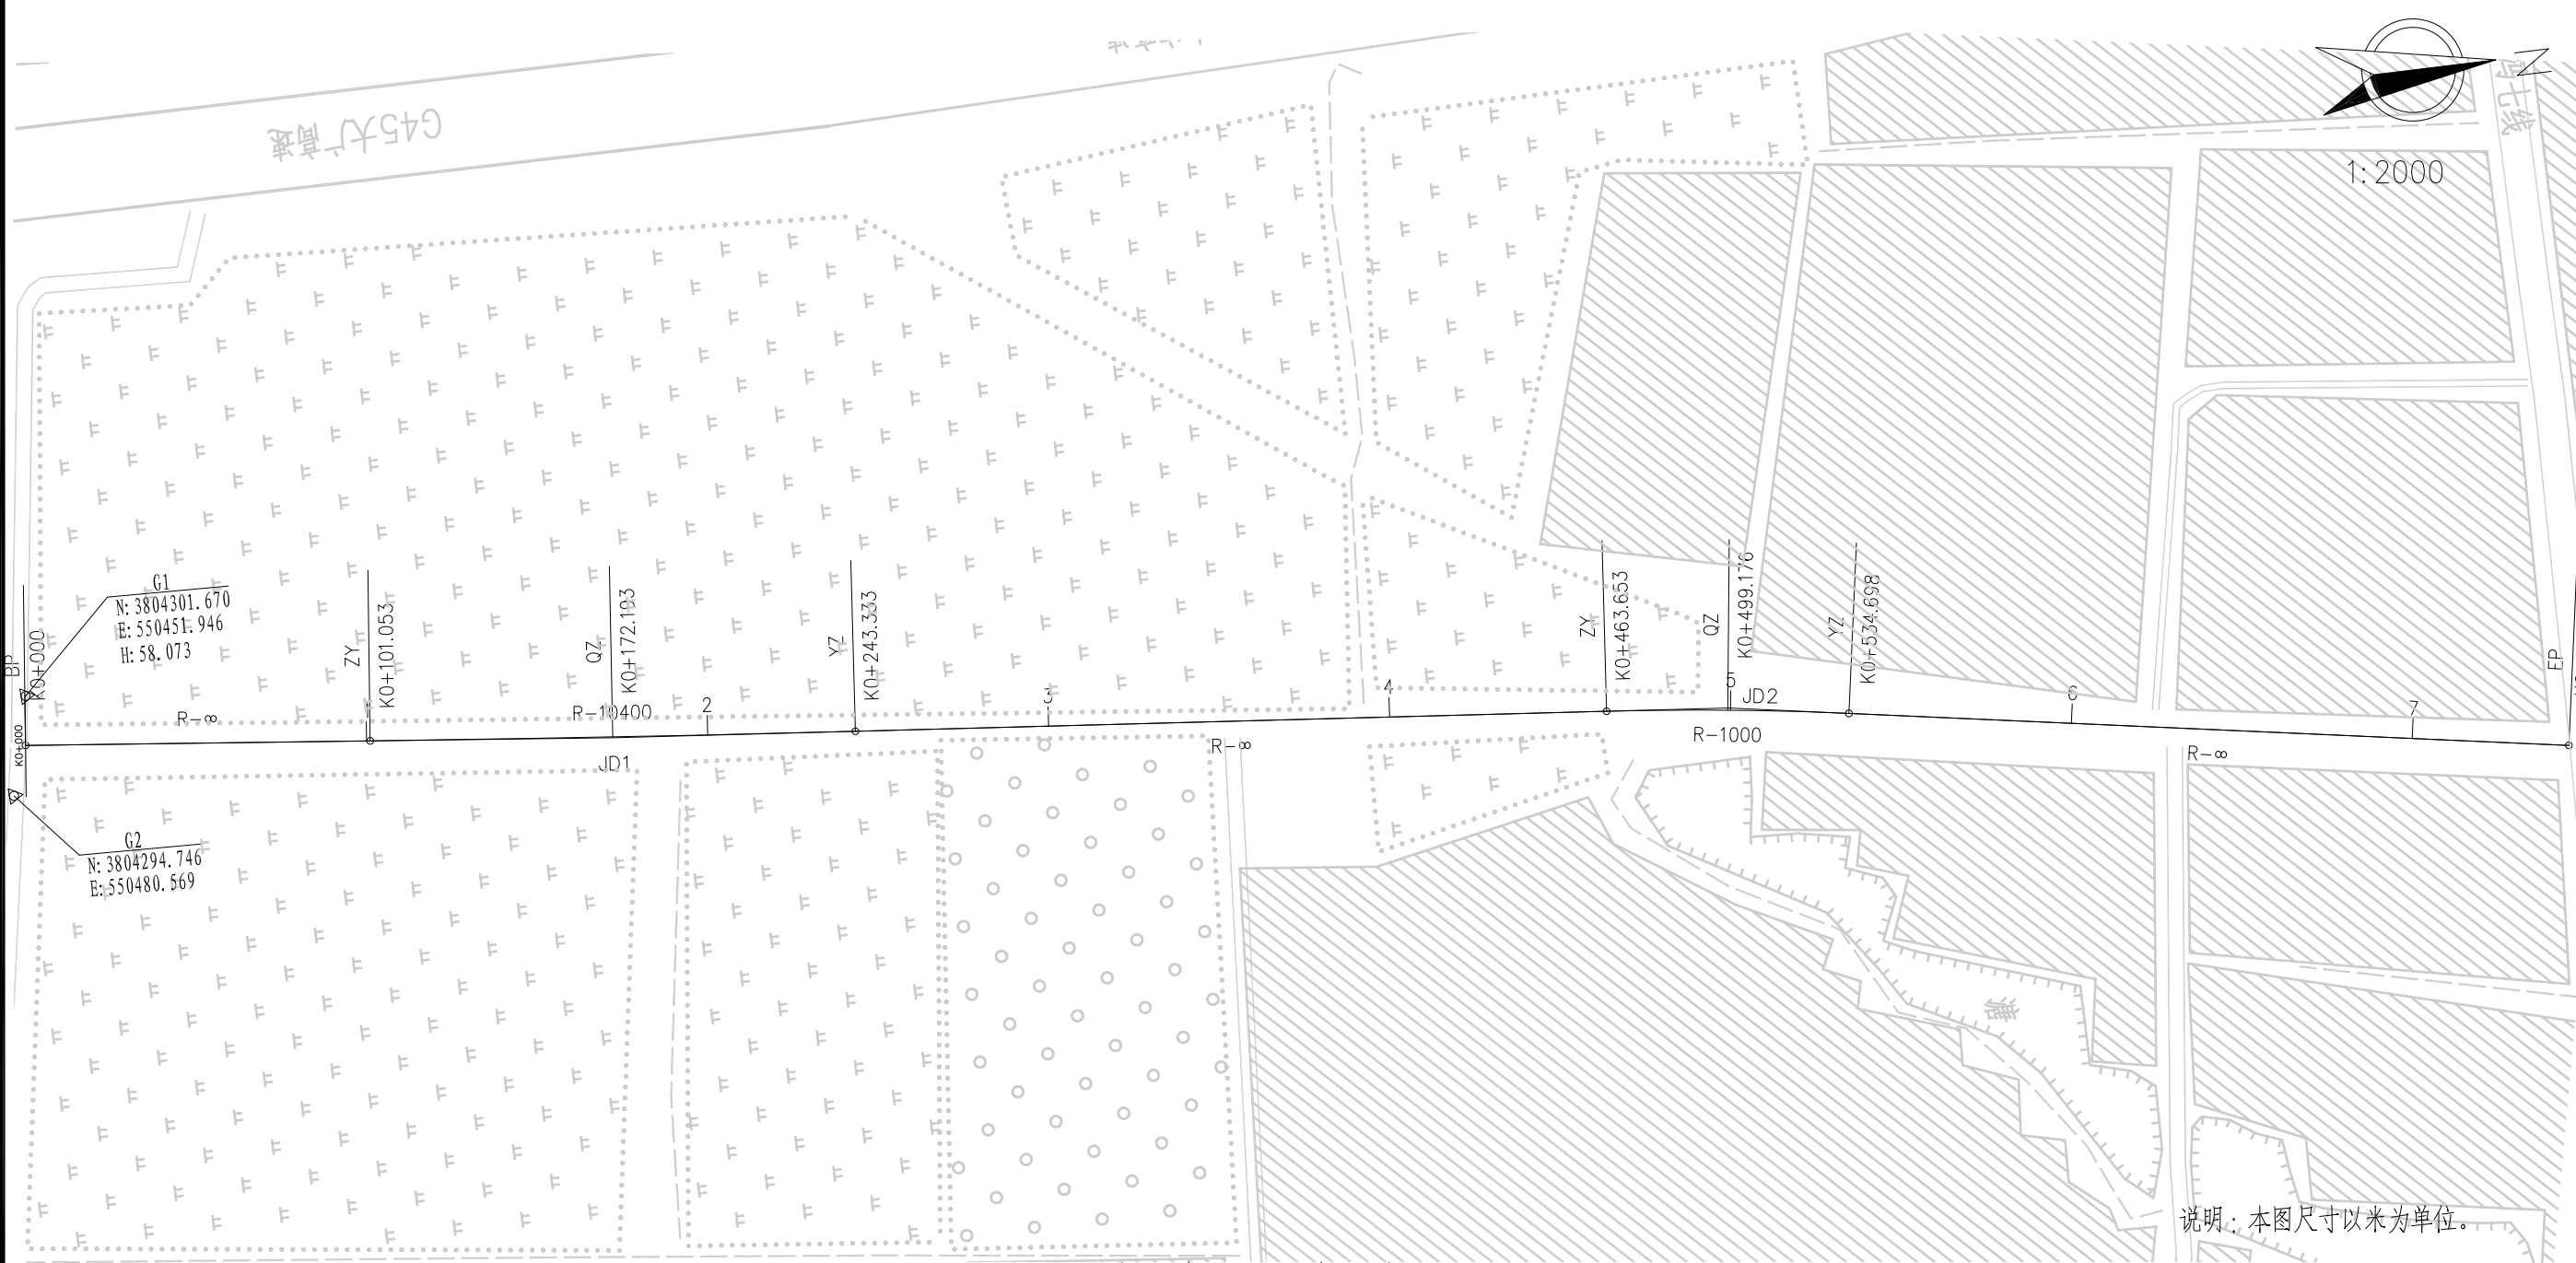 G45大广高速
1:2000
G1
N: 3804301.670
E: 550451.946
H: 58.073
BP
K0+000
K0+000
G2
N: 3804294.746
E: 550480.569
R-∞
ZY
K0+101.053
QZ
K0+172.193
R-10400
JD1
2
YZ
K0+243.333
3
R-∞
4
ZY
K0+463.653
QZ
K0+499.176
5
JD2
R-1000
YZ
K0+534.698
6
R-∞
7
EP
塘
说明：本图尺寸以米为单位。